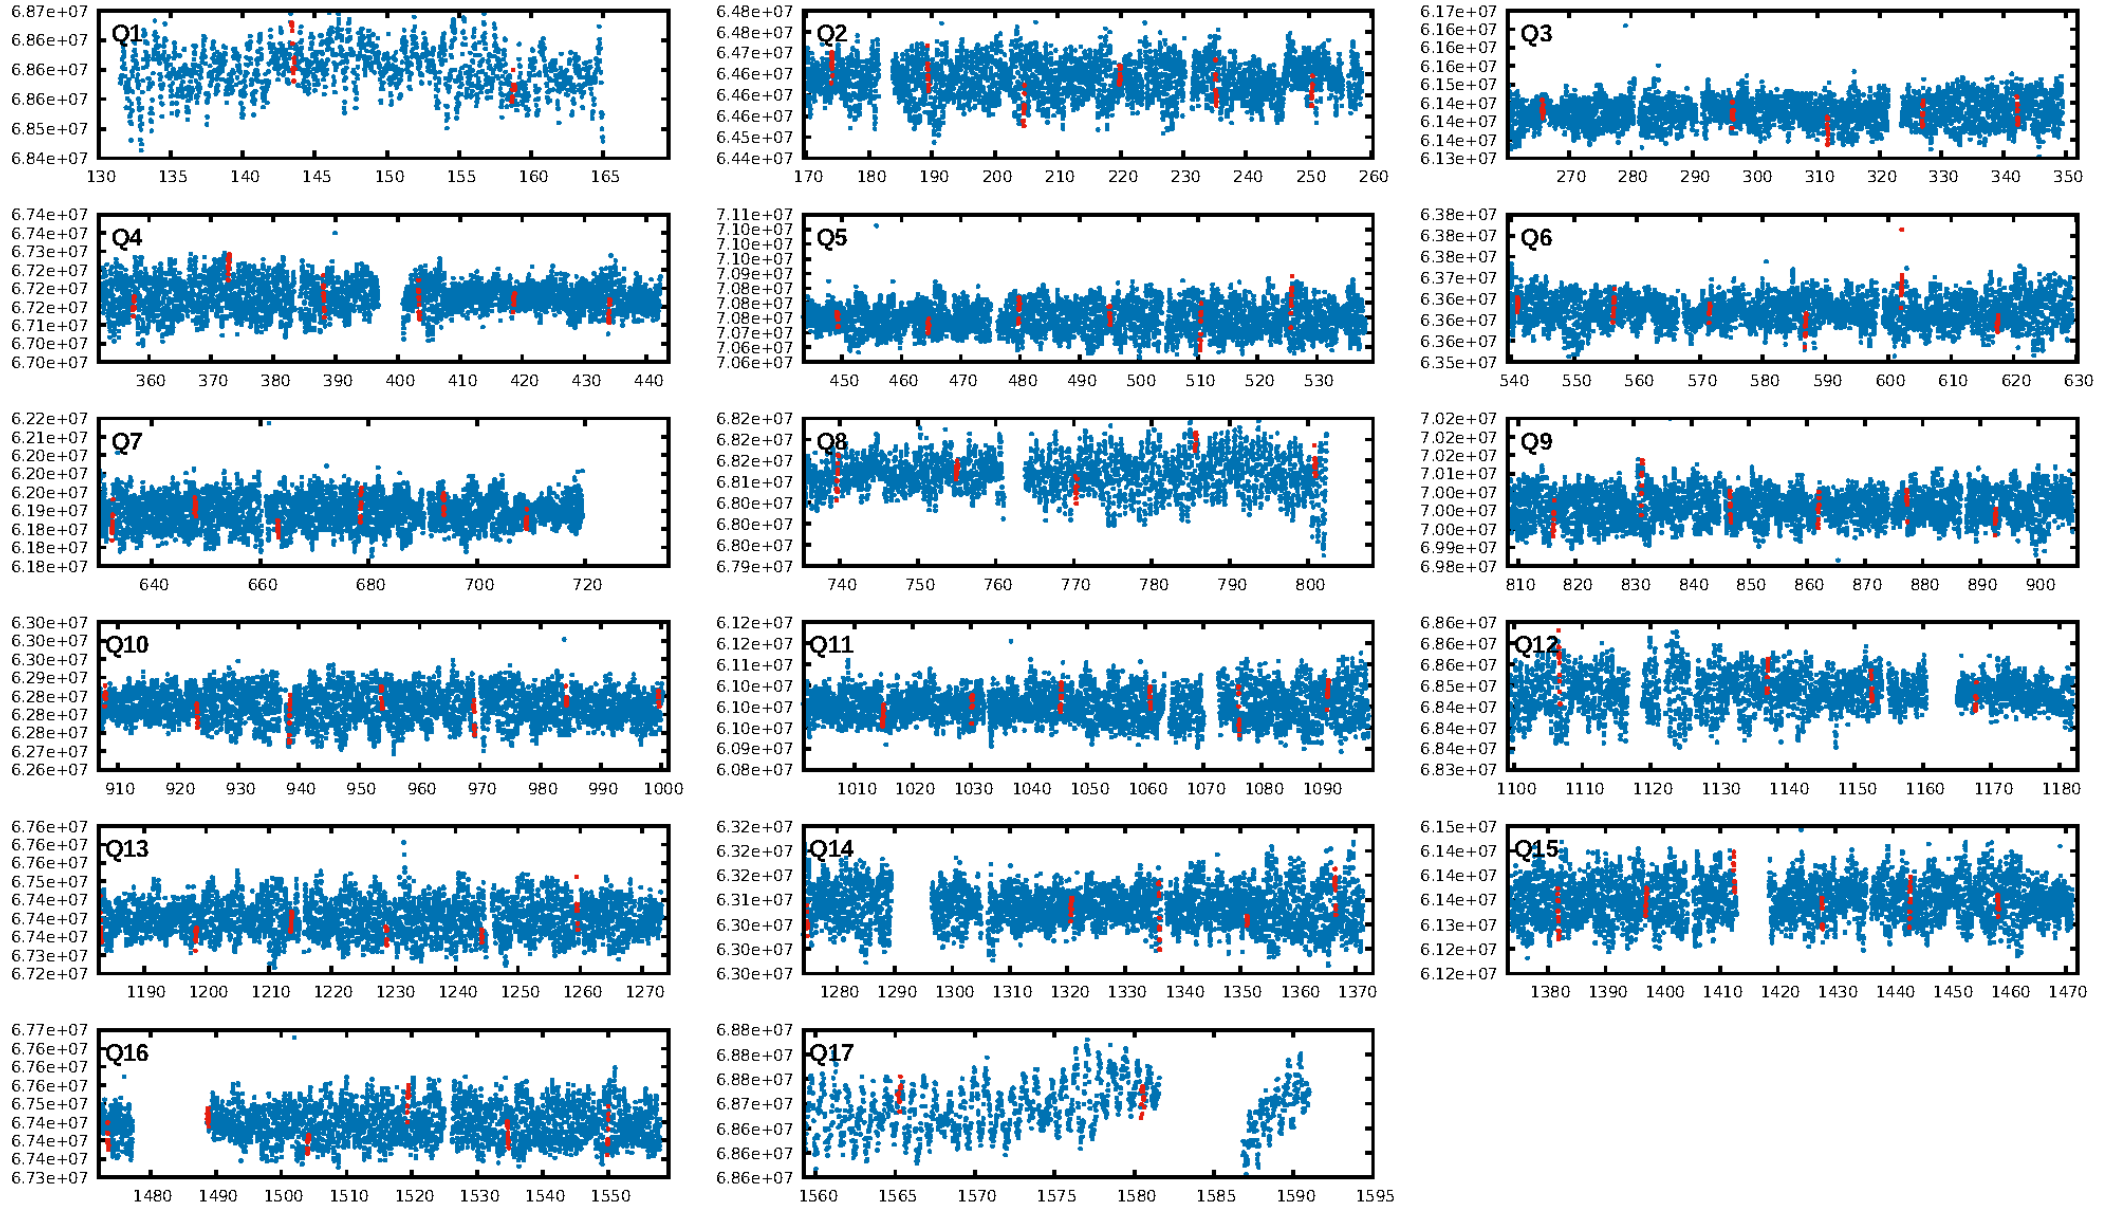 6.87e+07
6.86e+07
6.86e+07
6.86e+07
6.85e+07
6.84e+07
Q1
130 135 140 145 150 155 160 165
6.48e+07
6.48e+07
6.47e+07
6.46e+07
6.46e+07
6.46e+07
6.45e+07
6.44e+07
Q2
170 180 190 200 210 220 230 240 250 260
6.17e+07
6.16e+07
6.16e+07
6.16e+07
6.15e+07
6.14e+07
6.14e+07
6.14e+07
6.13e+07
Q3
270 280 290 300 310 320 330 340 350
6.74e+07
6.74e+07
6.73e+07
6.72e+07
6.72e+07
6.72e+07
6.71e+07
6.70e+07
6.70e+07
Q4
360 370 380 390 400 410 420 430 440
7.11e+07
7.10e+07
7.10e+07
7.10e+07
7.09e+07
7.08e+07
7.08e+07
7.08e+07
7.07e+07
7.06e+07
7.06e+07
Q5
450 460 470 480 490 500 510 520 530
6.38e+07
6.38e+07
6.38e+07
6.37e+07
6.36e+07
6.36e+07
6.36e+07
6.35e+07
Q6
540 550 560 570 580 590 600 610 620 630
6.22e+07
6.21e+07
6.20e+07
6.20e+07
6.20e+07
6.19e+07
6.18e+07
6.18e+07
6.18e+07
Q7
640 660 680 700 720
6.82e+07
6.82e+07
6.82e+07
6.81e+07
6.80e+07
6.80e+07
6.80e+07
6.79e+07
Q8
740 750 760 770 780 790 800
7.02e+07
7.02e+07
7.02e+07
7.01e+07
7.00e+07
7.00e+07
7.00e+07
6.99e+07
6.98e+07
Q9
810 820 830 840 850 860 870 880 890 900
6.30e+07
6.30e+07
6.30e+07
6.29e+07
6.28e+07
6.28e+07
6.28e+07
6.27e+07
6.26e+07
Q10
910 920 930 940 950 960 970 980 990 1000
6.12e+07
6.12e+07
6.11e+07
6.10e+07
6.10e+07
6.10e+07
6.09e+07
6.08e+07
Q11
1010 1020 1030 1040 1050 1060 1070 1080 1090
6.86e+07
6.86e+07
6.86e+07
6.85e+07
6.84e+07
6.84e+07
6.84e+07
6.83e+07
Q12
1100 1110 1120 1130 1140 1150 1160 1170 1180
6.76e+07
6.76e+07
6.76e+07
6.75e+07
6.74e+07
6.74e+07
6.74e+07
6.73e+07
6.72e+07
Q13
1190 1200 1210 1220 1230 1240 1250 1260 1270
6.32e+07
6.32e+07
6.32e+07
6.31e+07
6.30e+07
6.30e+07
6.30e+07
Q14
1280 1290 1300 1310 1320 1330 1340 1350 1360 1370
6.15e+07
6.14e+07
6.14e+07
6.14e+07
6.13e+07
6.12e+07
6.12e+07
Q15
1380 1390 1400 1410 1420 1430 1440 1450 1460 1470
6.77e+07
6.76e+07
6.76e+07
6.76e+07
6.75e+07
6.74e+07
6.74e+07
6.74e+07
6.73e+07
Q16
1480 1490 1500 1510 1520 1530 1540 1550
6.88e+07
6.88e+07
6.88e+07
6.87e+07
6.86e+07
6.86e+07
6.86e+07
Q17
1560 1565 1570 1575 1580 1585 1590 1595